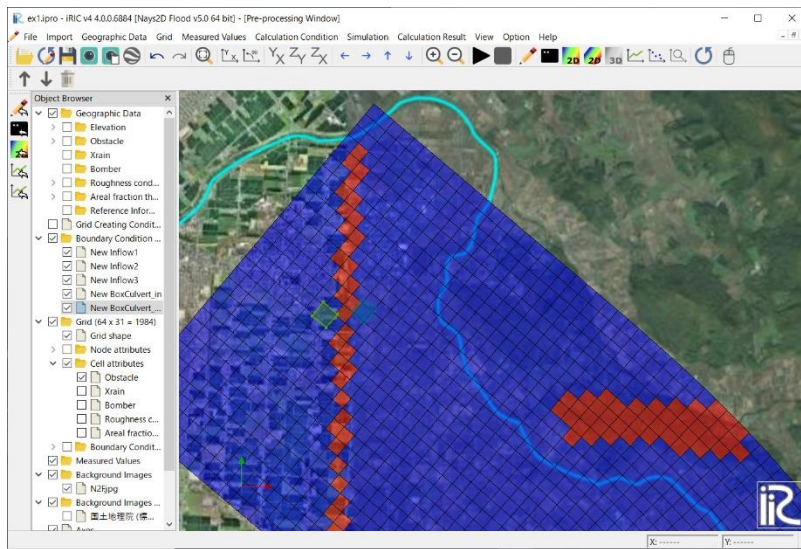 ex1.ipro - iRIC v4 4.0.0.6884 [Nays2D Flood v5.0 64 bit] - [Pre-processing Window]
File Import Geographic Data Grid Measured Values Calculation Condition Simulation Calculation Result View Option Help
Object Browser
Geographic Data
Elevation
Obstacle
Xrain
Bomber
Roughness cond...
Areal fraction th...
Reference Infor...
Grid Creating Condit...
Boundary Condition ...
New Inflow1
New Inflow2
New Inflow3
New BoxCulvert_in
New BoxCulvert_...
Grid (64 x 31 = 1984)
Grid shape
Node attributes
Cell attributes
Obstacle
Xrain
Bomber
Roughness c...
Areal fractio...
Boundary Condit...
Measured Values
Background Images
N2Fjpg
Background Images ...
国土地理院 (標...
Axes
iRIC
X: ------
Y: ------